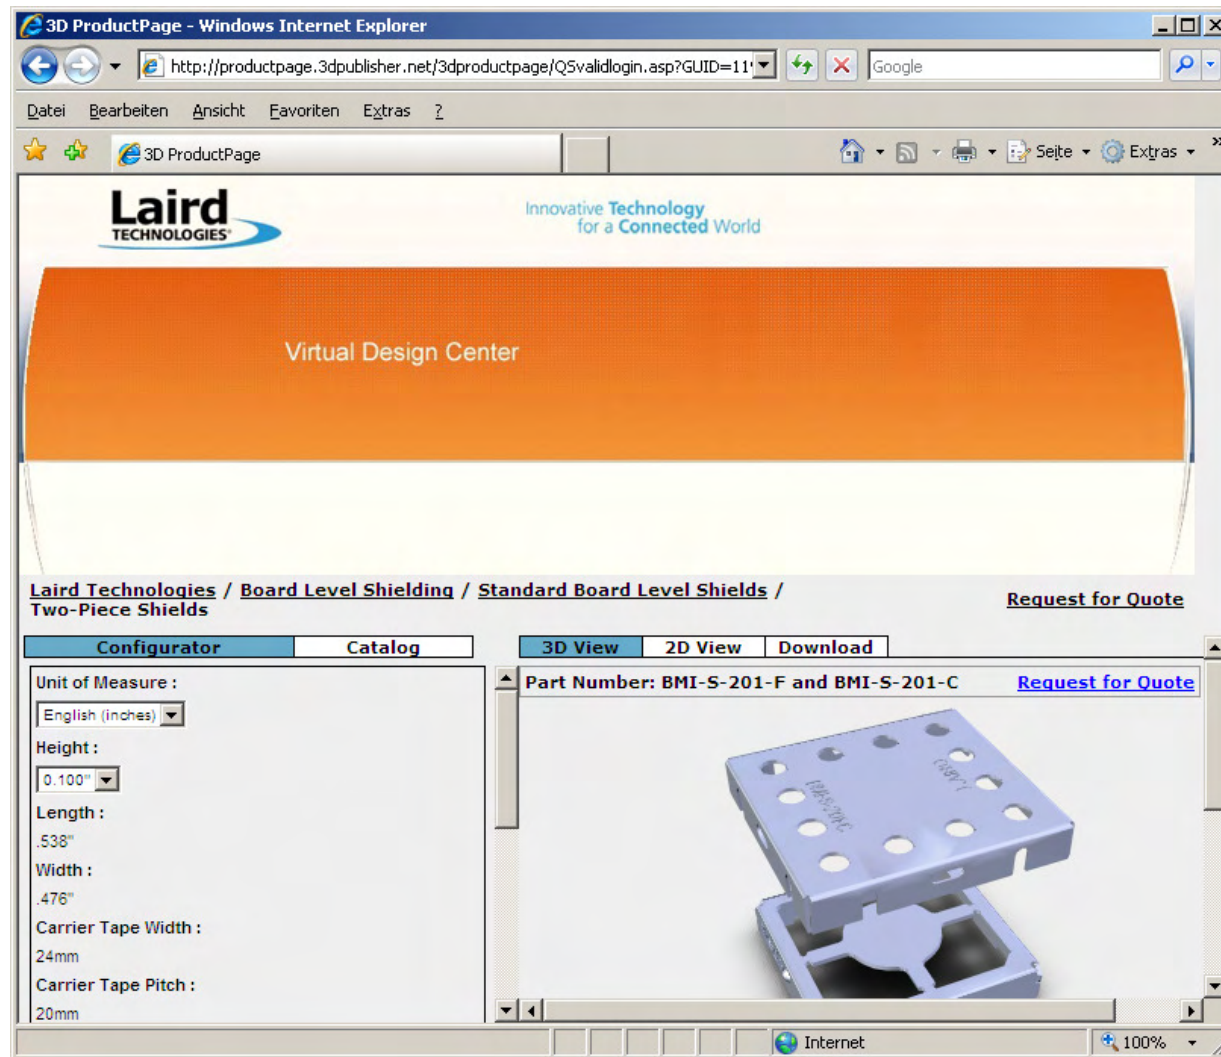 3D ProductPage - Windows Internet Explorer
http://productpage.3dpublisher.net/3dproductpage/QSvalidlogin.asp?GUID=11
Google
Datei Bearbeiten Ansicht Favoriten Extras ?
3D ProductPage
Seite Extras »
Laird
TECHNOLOGIES
Innovative Technology
for a Connected World
Virtual Design Center
Laird Technologies / Board Level Shielding / Standard Board Level Shields /
Two-Piece Shields
Request for Quote
Configurator Catalog
3D View 2D View Download
Unit of Measure :
English (inches)
Height :
0.100"
Length :
.538"
Width :
.476"
Carrier Tape Width :
24mm
Carrier Tape Pitch :
20mm
Part Number: BMI-S-201-F and BMI-S-201-C Request for Quote
Internet
100%